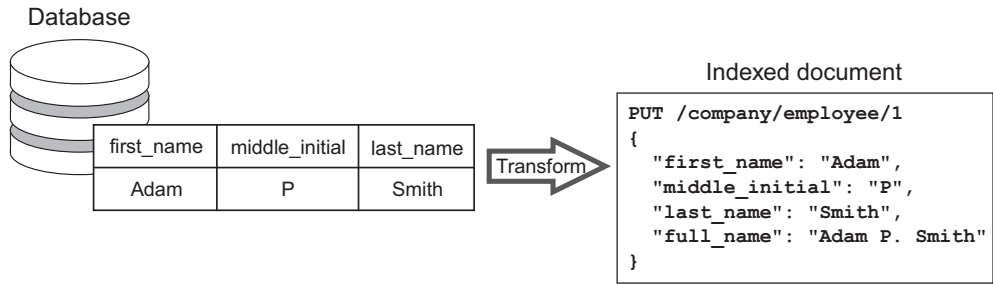 Database
first_name middle_initial last_name
Adam P Smith
Transform
Indexed document
PUT /company/employee/1
{
"first_name": "Adam",
"middle_initial": "P",
"last_name": "Smith",
"full_name": "Adam P. Smith"
}